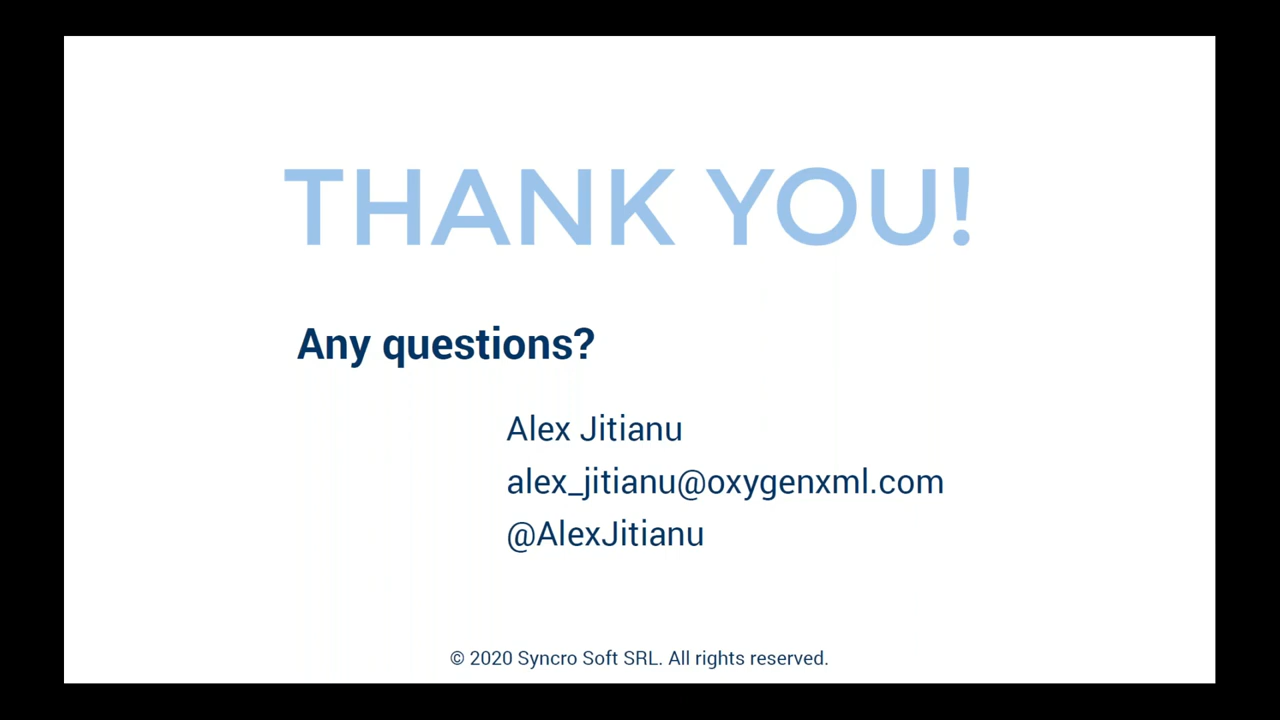 THANK YOU!
Any questions?
Alex Jitianu
alex_jitianu@oxygenxml.com
@AlexJitianu
© 2020 Syncro Soft SRL. All rights reserved.